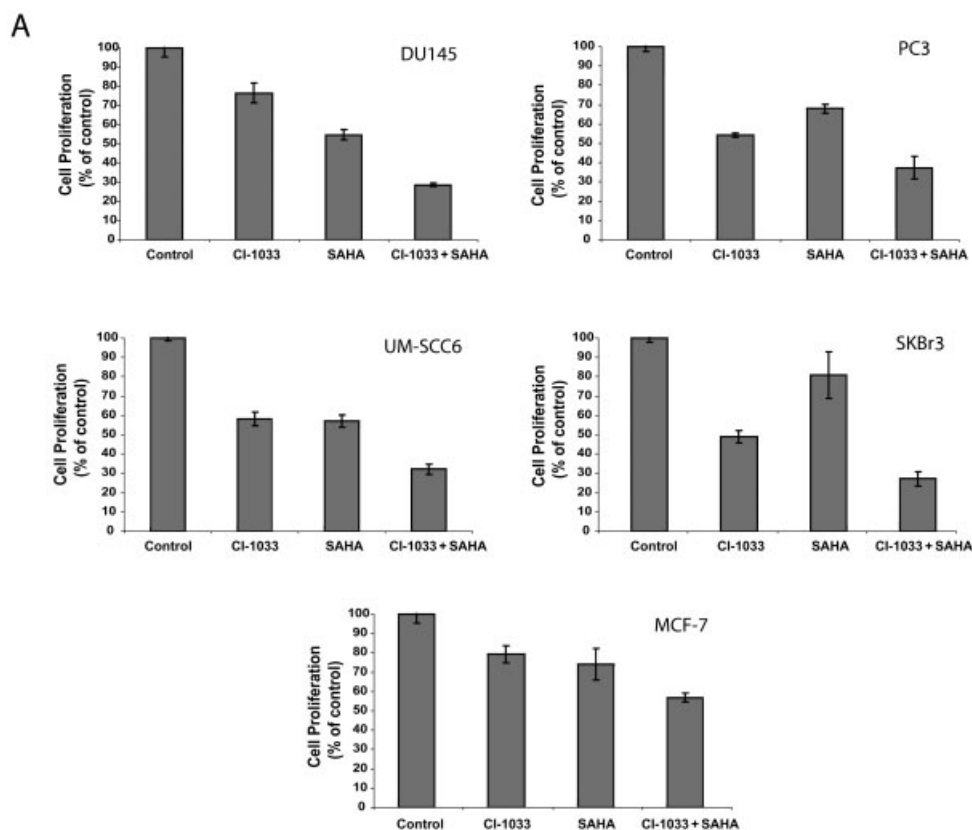 A
DU145
Cell Proliferation
(% of control)
100
90
80
70
60
50
40
30
20
10
0
Control
CI-1033
SAHA
CI-1033 + SAHA
PC3
Cell Proliferation
(% of control)
100
90
80
70
60
50
40
30
20
10
0
Control
CI-1033
SAHA
CI-1033 + SAHA
UM-SCC6
Cell Proliferation
(% of control)
100
90
80
70
60
50
40
30
20
10
0
Control
CI-1033
SAHA
CI-1033 + SAHA
SKBr3
Cell Proliferation
(% of control)
100
90
80
70
60
50
40
30
20
10
0
Control
CI-1033
SAHA
CI-1033 + SAHA
MCF-7
Cell Proliferation
(% of control)
100
90
80
70
60
50
40
30
20
10
0
Control
CI-1033
SAHA
CI-1033 + SAHA